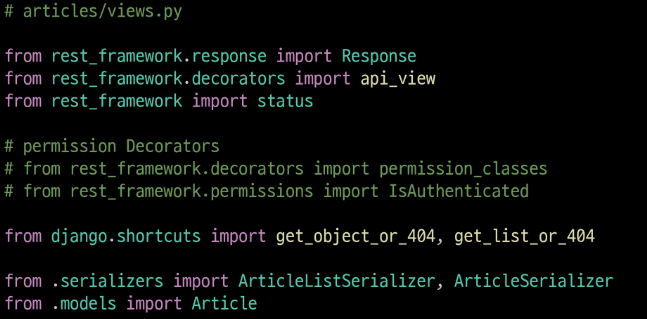 # articles/views.py
from rest_framework.response import Response
from rest_framework.decorators import api_view
from rest_framework import status
# permission Decorators
# from rest_framework.decorators import permission_classes
# from rest_framework.permissions import IsAuthenticated
from django.shortcuts import get_object_or_404, get_list_or_404
from .serializers import ArticleListSerializer, ArticleSerializer
from .models import Article